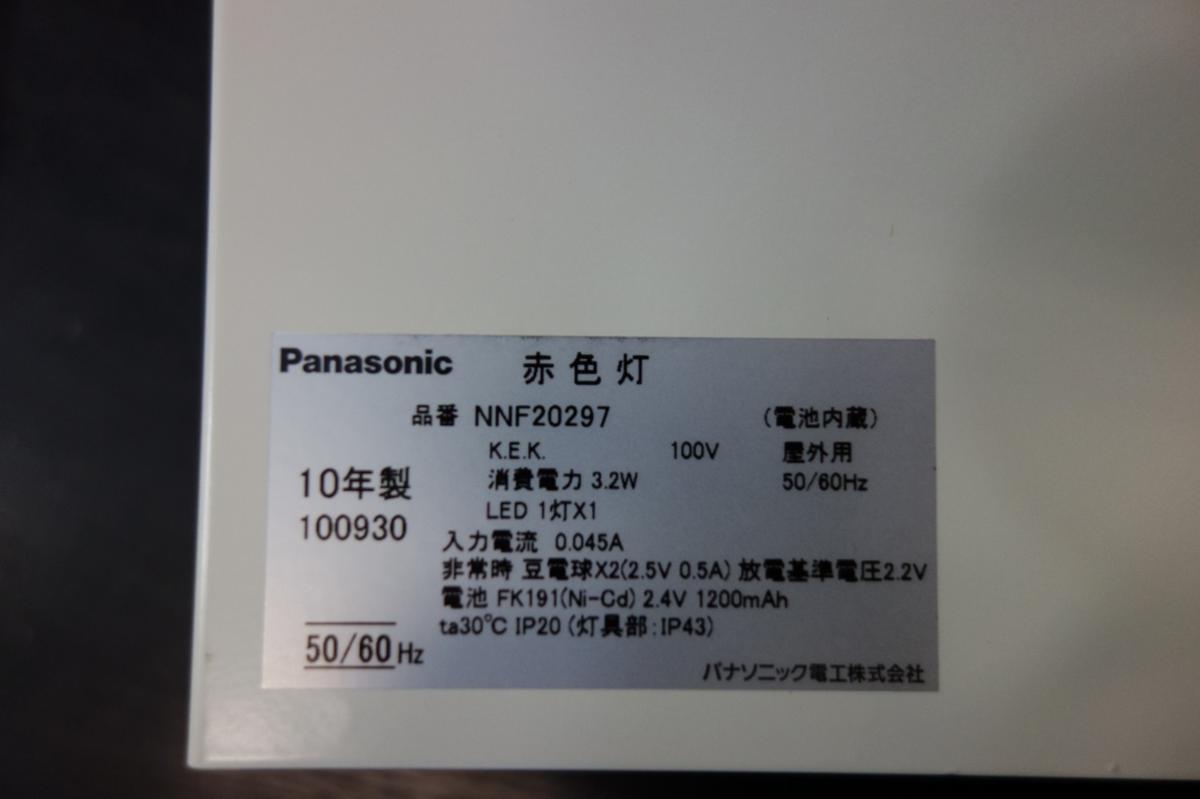 Panasonic 赤色灯
品番 NNF20297 (電池内蔵)
K.E.K. 100V 屋外用
消費電力 3.2W 50/60Hz
10年製
LED 1灯X1
100930
入力電流 0.045A
非常時 豆電球X2(2.5V 0.5A) 放電基準電圧2.2V
電池 FK191(Ni-Cd) 2.4V 1200mAh
ta30℃ IP20 (灯具部:IP43)
50/60Hz
パナソニック電工株式会社